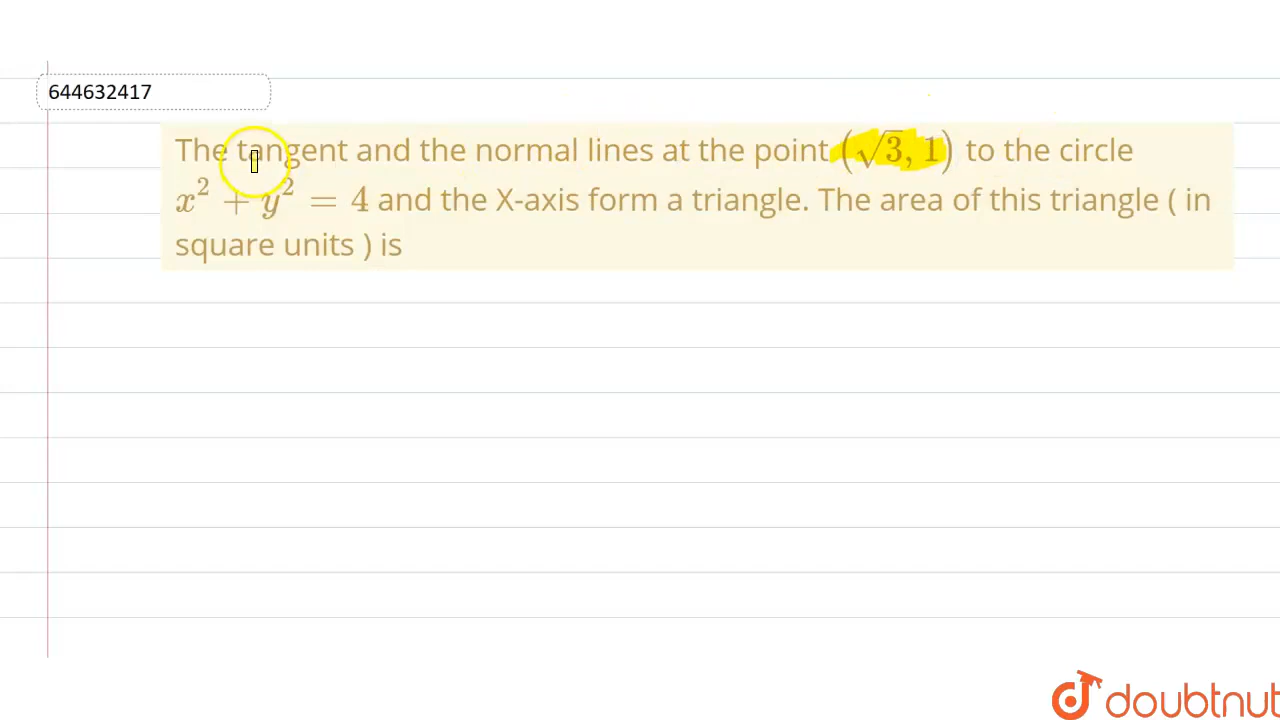 644632417
The tangent and the normal lines at the point (√3, 1) to the circle
x² + y² = 4 and the X-axis form a triangle. The area of this triangle ( in
square units ) is
doubtnut